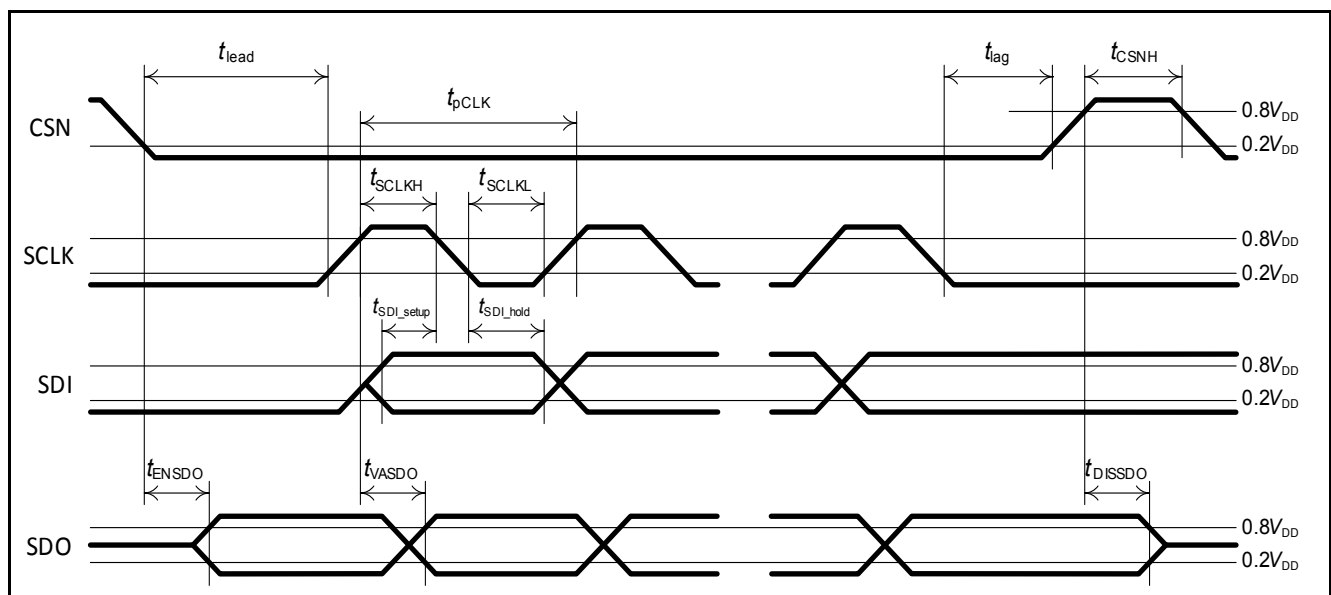 tlead
tlag
tCSNH
tpCLK
CSN
0.8VDD
0.2VDD
tSCLKH
tSCLKL
SCLK
0.8VDD
0.2VDD
tSDI_setup
tSDI_hold
SDI
0.8VDD
0.2VDD
tENSDO
tVASDO
tDISSDO
SDO
0.8VDD
0.2VDD